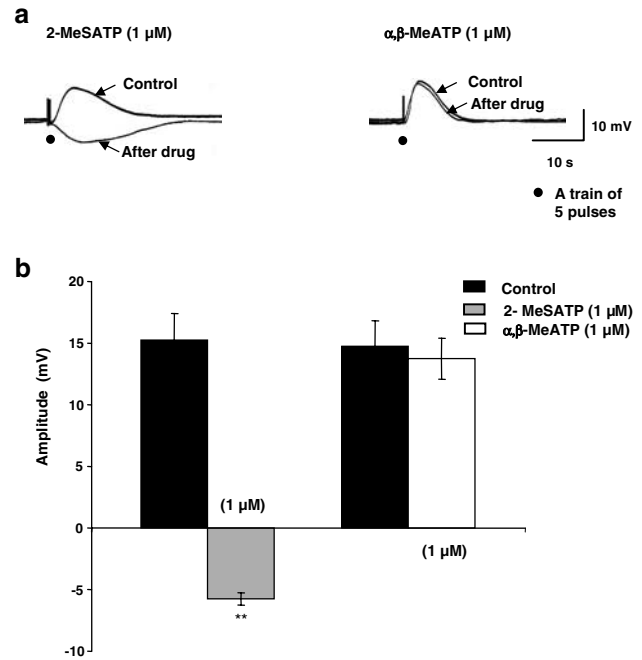 a
2-MeSATP (1 µM)
α,β-MeATP (1 µM)
Control
After drug
Control
After drug
10 mV
10 s
● A train of
5 pulses
b
Control
2- MeSATP (1 µM)
α,β-MeATP (1 µM)
Amplitude (mV)
20
15
10
5
0
-5
-10
(1 µM)
(1 µM)
**